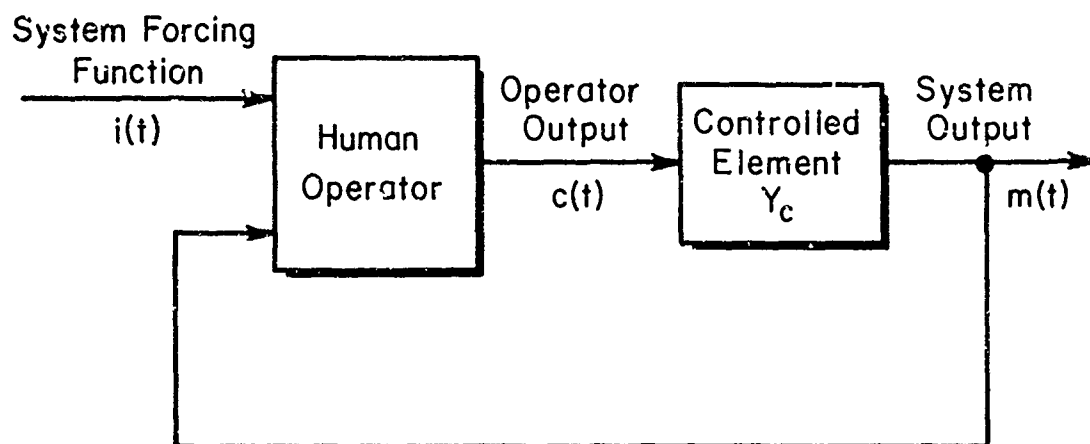 System Forcing
Function
i(t)
Human
Operator
Operator
Output
c(t)
Controlled
Element
Yc
System
Output
m(t)